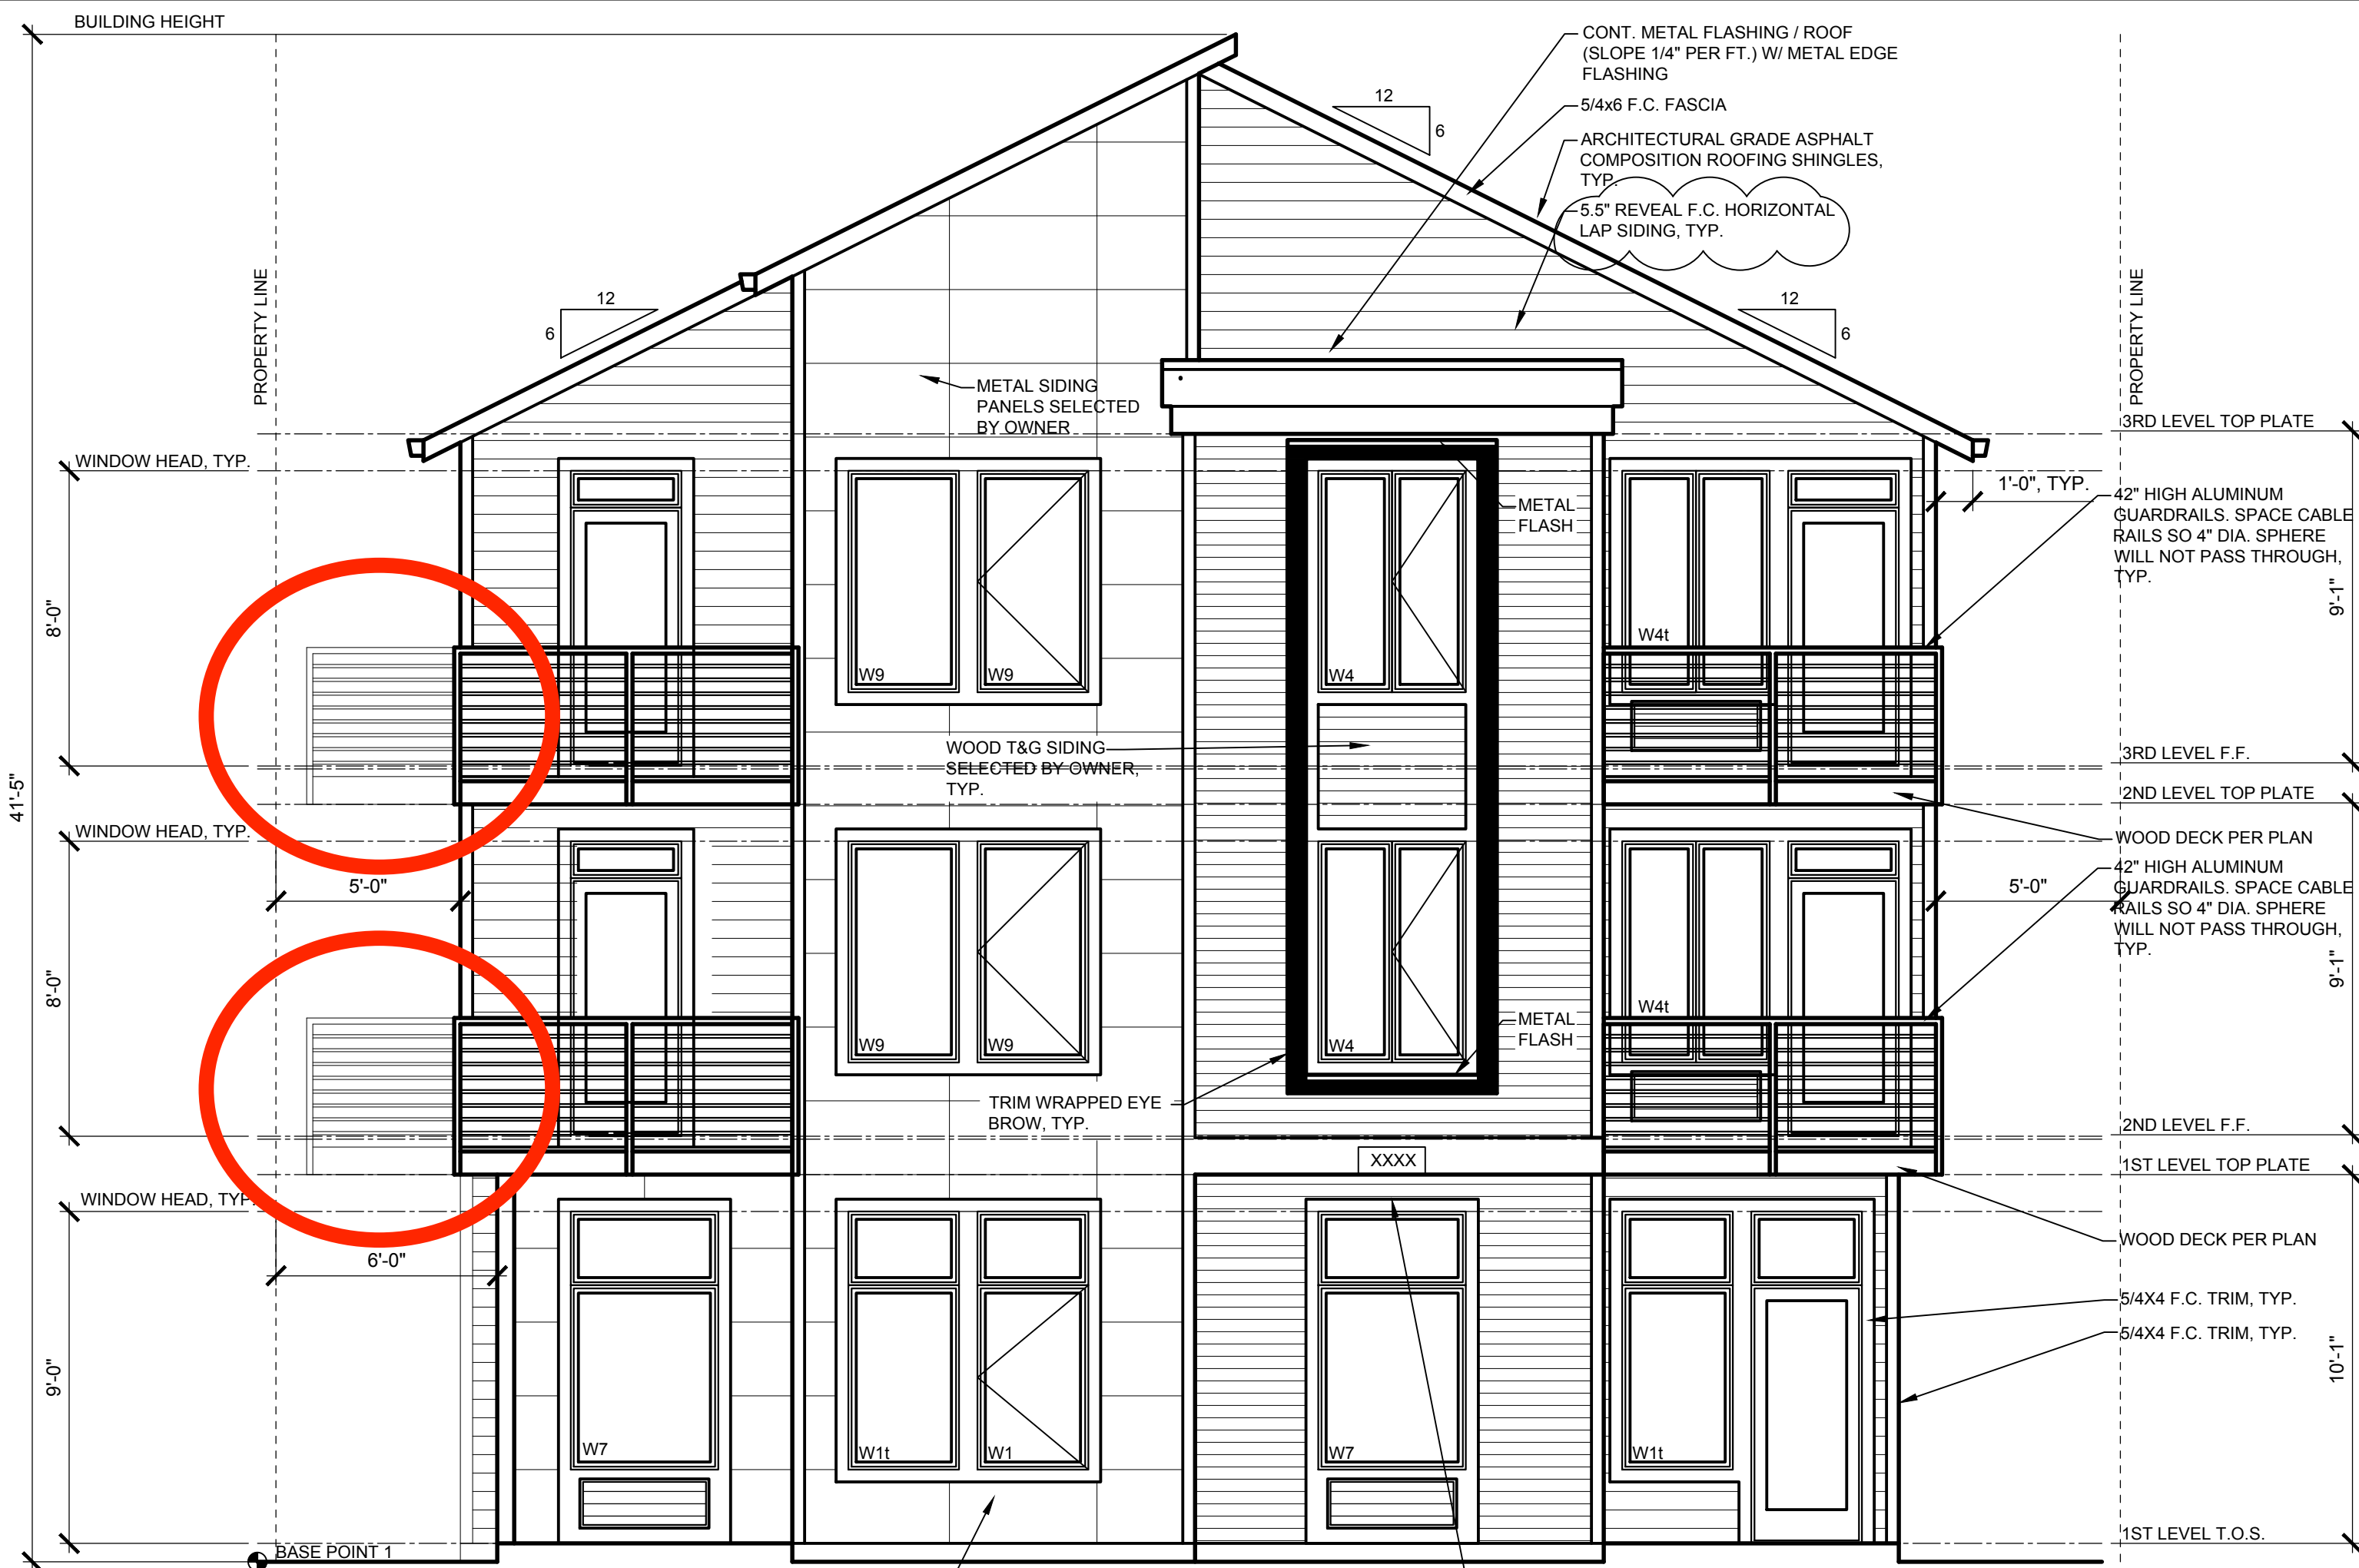 BUILDING HEIGHT
CONT. METAL FLASHING / ROOF
(SLOPE 1/4" PER FT.) W/ METAL EDGE
FLASHING
12
6
5/4x6 F.C. FASCIA
ARCHITECTURAL GRADE ASPHALT
COMPOSITION ROOFING SHINGLES,
TYP.
5.5" REVEAL F.C. HORIZONTAL
LAP SIDING, TYP.
PROPERTY LINE
12
6
12
6
PROPERTY LINE
METAL SIDING
PANELS SELECTED
BY OWNER
3RD LEVEL TOP PLATE
WINDOW HEAD, TYP.
1'-0", TYP.
42" HIGH ALUMINUM
GUARDRAILS. SPACE CABLE
RAILS SO 4" DIA. SPHERE
WILL NOT PASS THROUGH,
TYP.
METAL
FLASH
8'-0"
9'-1"
W4t
W9
W9
W4
WOOD T&G SIDING
SELECTED BY OWNER,
TYP.
3RD LEVEL F.F.
41'-5"
2ND LEVEL TOP PLATE
WINDOW HEAD, TYP.
WOOD DECK PER PLAN
5'-0"
5'-0"
42" HIGH ALUMINUM
GUARDRAILS. SPACE CABLE
RAILS SO 4" DIA. SPHERE
WILL NOT PASS THROUGH,
TYP.
8'-0"
9'-1"
W4t
METAL
FLASH
W9
W9
W4
TRIM WRAPPED EYE
BROW, TYP.
2ND LEVEL F.F.
XXXX
1ST LEVEL TOP PLATE
WINDOW HEAD, TYP.
WOOD DECK PER PLAN
6'-0"
5/4X4 F.C. TRIM, TYP.
5/4X4 F.C. TRIM, TYP.
9'-0"
10'-1"
W7
W1t
W1
W7
W1t
1ST LEVEL T.O.S.
BASE POINT 1